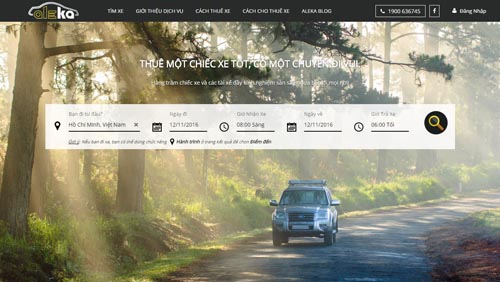 aleka
TÌM XE GIỚI THIỆU DỊCH VỤ CÁCH THUÊ XE CÁCH CHO THUÊ XE ALEKA BLOG 1900 636745 f Đăng Nhập
THUÊ MỘT CHIẾC XE TỐT, CÓ MỘT CHUYẾN ĐI VUI.
Hàng trăm chiếc xe và các tài xế đầy kinh nghiệm sẵn sàng đưa bạn đi mọi nơi
Bạn đi từ đâu? Ngày đi Giờ Nhận Xe Ngày về Giờ Trả Xe
Hồ Chí Minh, Việt Nam × 12/11/2016 08:00 Sáng 12/11/2016 06:00 Tối
Gợi ý: Nếu bạn đi xa, bạn có thể dùng chức năng Hành trình ở trang kết quả để chọn Điểm đến